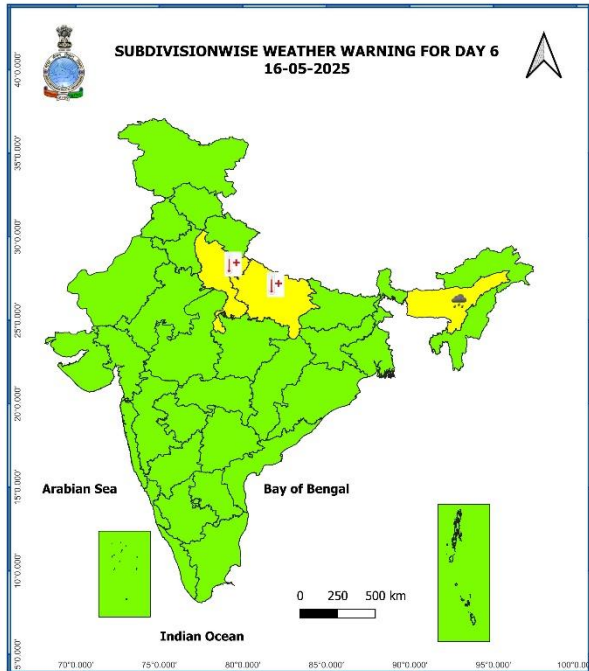 SUBDIVISIONWISE WEATHER WARNING FOR DAY 6
16-05-2025
40°0.000'
35°0.000'
30°0.000'
25°0.000'
20°0.000'
15°0.000'
10°0.000'
5°0.000'
Arabian Sea
Bay of Bengal
0 250 500 km
Indian Ocean
70°0.000' 75°0.000' 80°0.000' 85°0.000' 90°0.000' 95°0.000' 100°0.000'